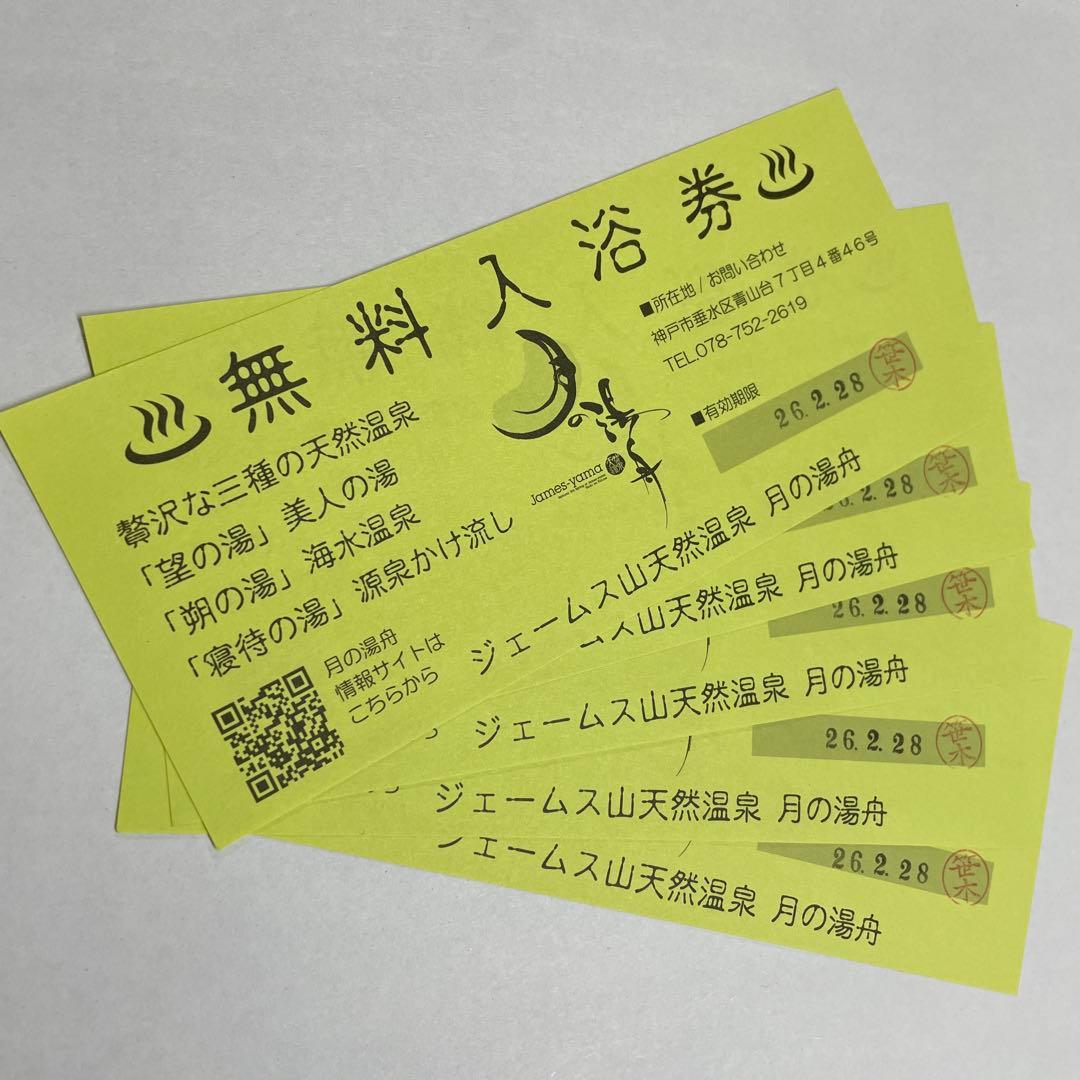 ♨無料入浴券♨
贅沢な三種の天然温泉
「望の湯」美人の湯
「朔の湯」海水温泉
「寝待の湯」源泉かけ流し
月の湯舟
情報サイトは
こちらから
月の湯舟
James-yama
■所在地/お問い合わせ
神戸市垂水区青山台7丁目4番46号
TEL.078-752-2619
■有効期限
26.2.28
笹木
ジェームス山天然温泉 月の湯舟
26.2.28
笹木
ムス山天然温泉 月の湯舟
26.2.28
笹木
ジェームス山天然温泉 月の湯舟
26.2.28
笹木
ジェームス山天然温泉 月の湯舟
26.2.28
笹木
ジェームス山天然温泉 月の湯舟